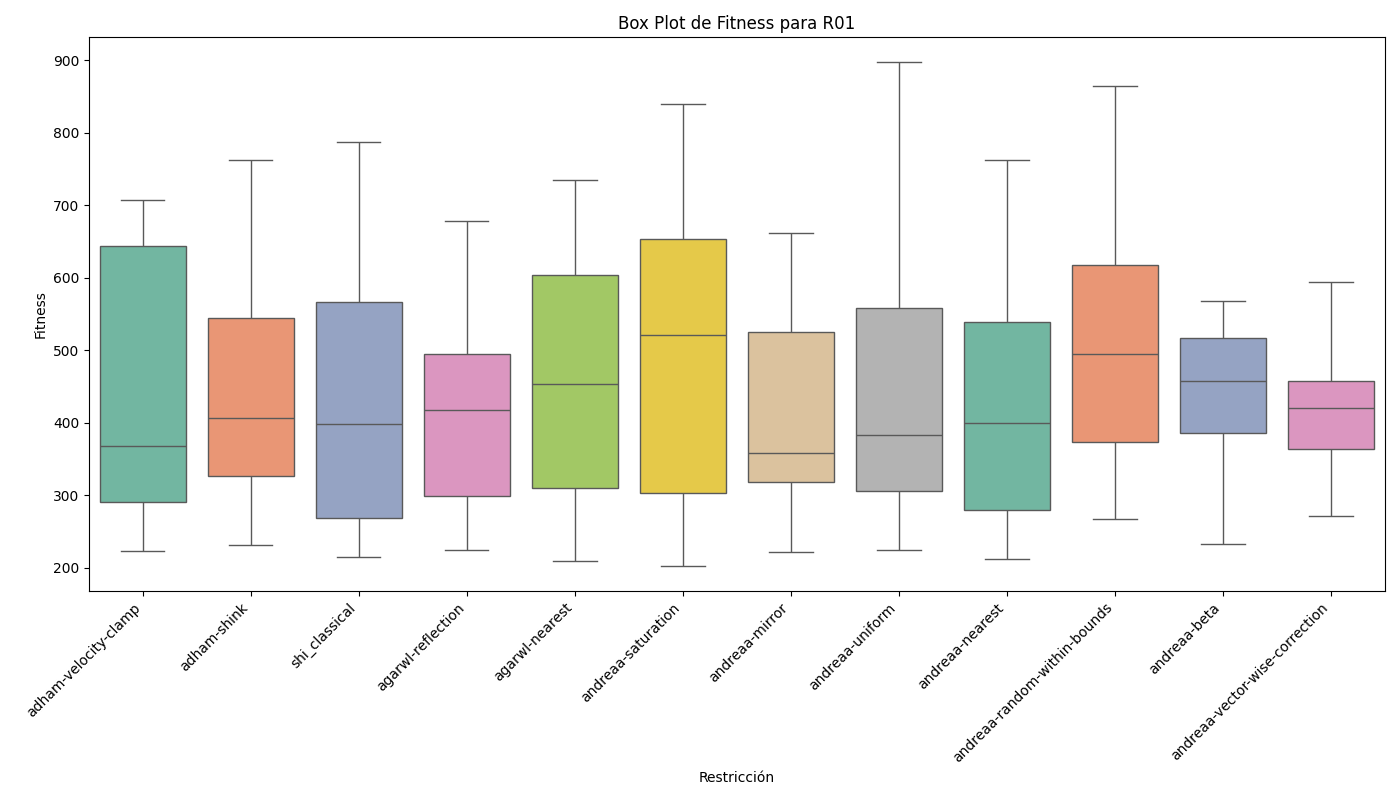 Box Plot de Fitness para R01
Fitness
900
800
700
600
500
400
300
200
adham-velocity-clamp
adham-shink
shi_classical
agarwl-reflection
agarwl-nearest
andreaa-saturation
andreaa-mirror
andreaa-uniform
andreaa-nearest
andreaa-random-within-bounds
andreaa-beta
andreaa-vector-wise-correction
Restricción